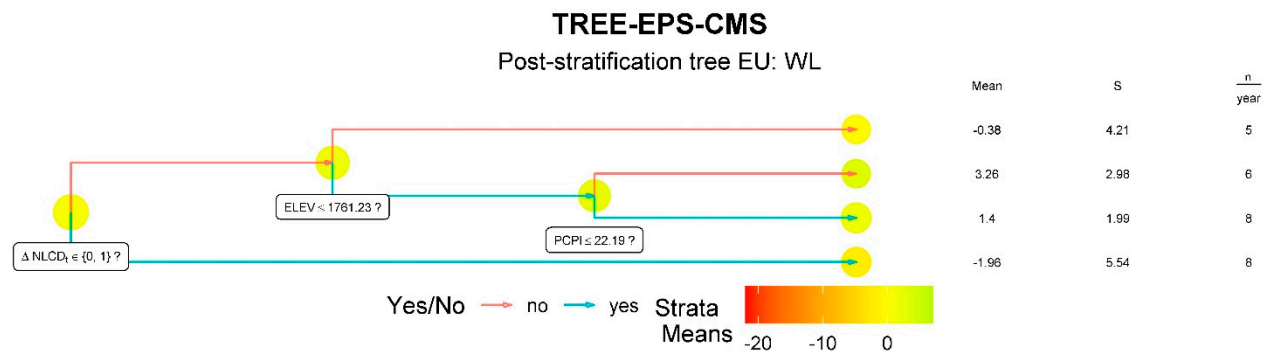 TREE-EPS-CMS
Post-stratification tree EU: WL
Mean S n/year
-0.38 4.21 5
3.26 2.98 6
ELEV ≤ 1761.23 ?
1.4 1.99 8
PCPI ≤ 22.19 ?
Δ NLCDₜ ∈ {0, 1} ?
-1.96 5.54 8
Yes/No no yes Strata
Means
-20 -10 0